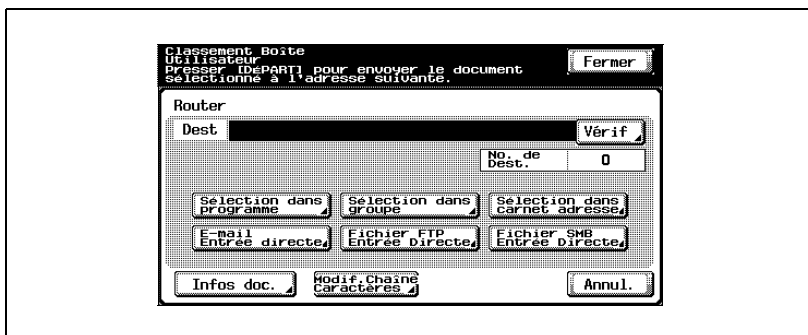 Classement Boîte
Utilisateur
Presser [DéPART] pour envoyer le document
sélectionné à l'adresse suivante.
Fermer
Router
Dest
Vérif
No. de
Dest.
0
Sélection dans
programme
Sélection dans
groupe
Sélection dans
carnet adresse
E-mail
Entrée directe
Fichier FTP
Entrée Directe
Fichier SMB
Entrée Directe
Infos doc.
Modif.Chaîne
Caractères
Annul.